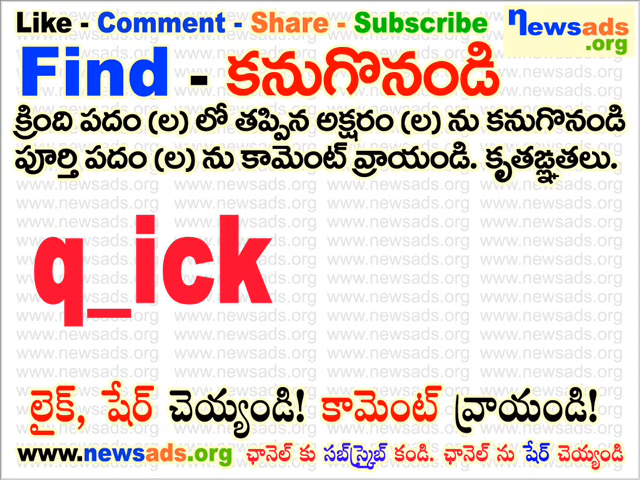 Like - Comment - Share - Subscribe
newsads
.org
Find - కనుగొనండి
క్రింది పదం (ల) లో తప్పిన అక్షరం (ల) ను కనుగొనండి
పూర్తి పదం (ల) ను కామెంట్ వ్రాయండి. కృతఙ్ఞతలు.
q_ick
లైక్, షేర్ చెయ్యండి! కామెంట్ వ్రాయండి!
www.newsads.org ఛానెల్ కు సబ్‌స్క్రైబ్ కండి. ఛానెల్ ను షేర్ చెయ్యండి